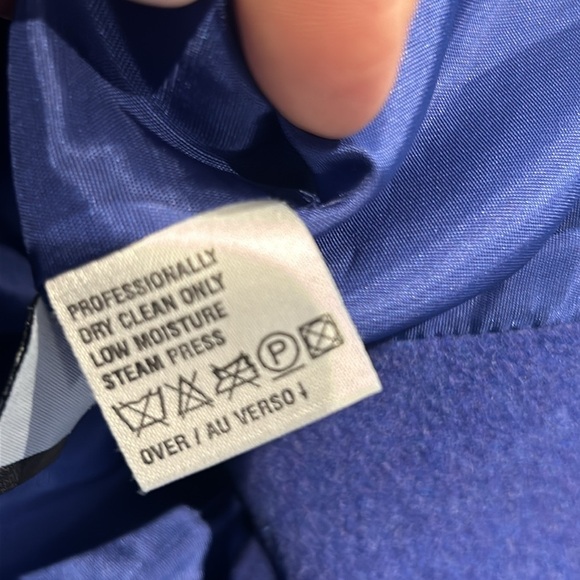 PROFESSIONALLY
DRY CLEAN ONLY
LOW MOISTURE
STEAM PRESS
P
OVER / AU VERSO ↓